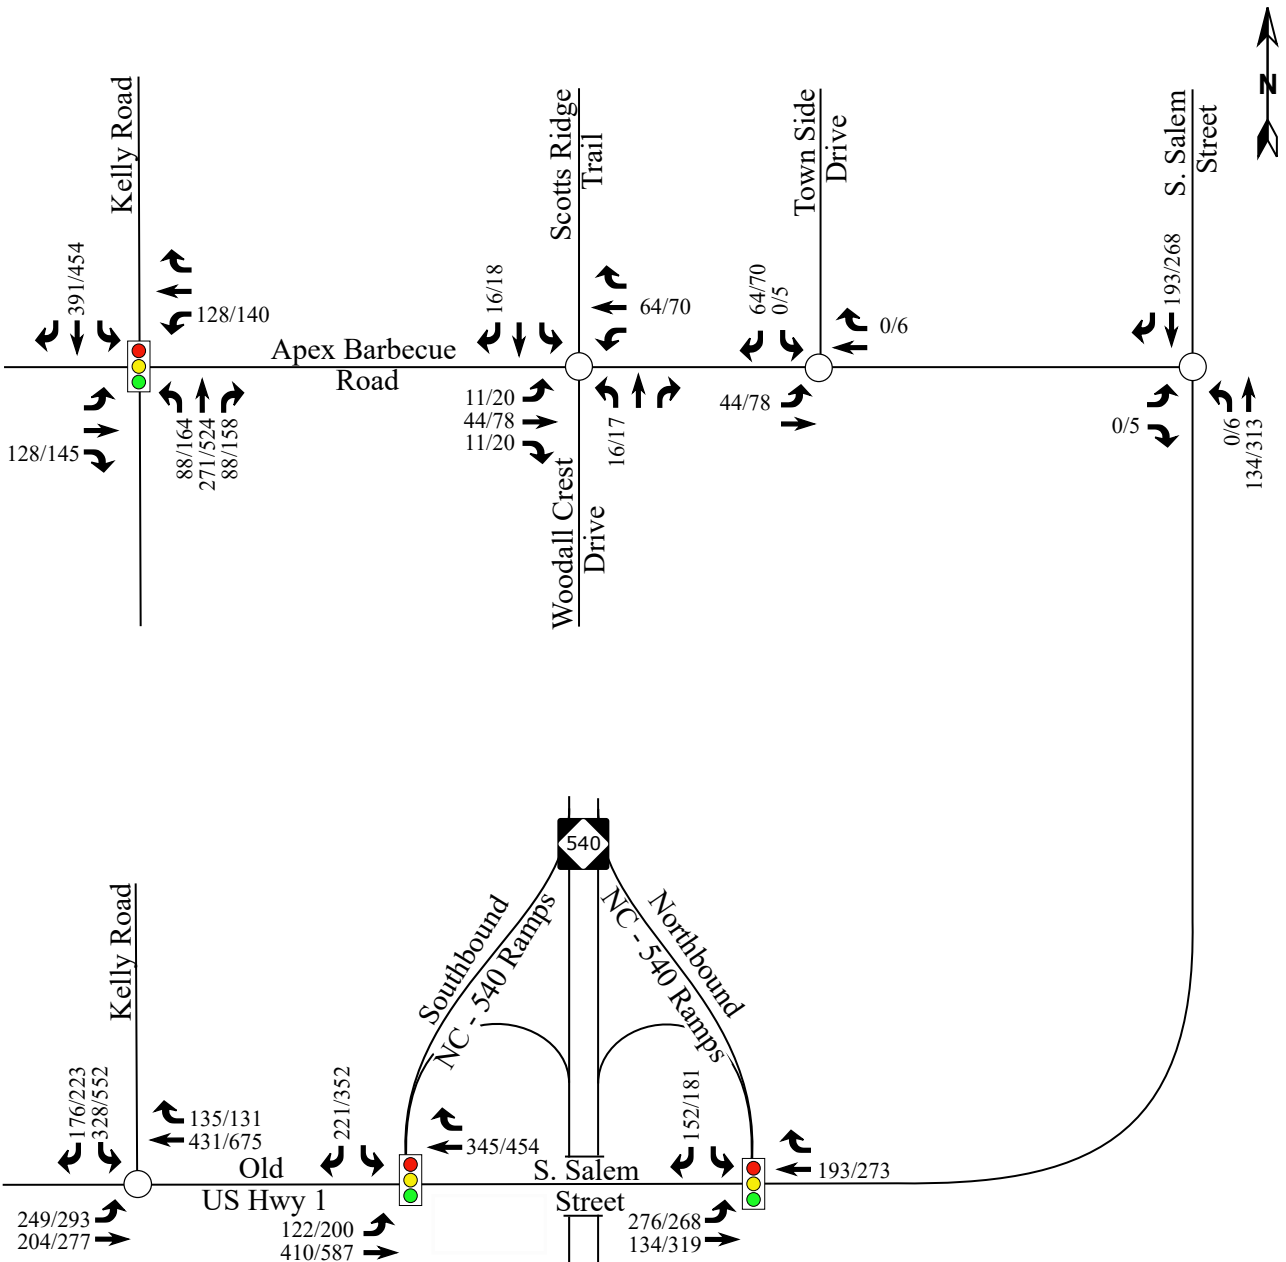 N
Kelly Road
Scotts Ridge
Trail
Town Side
Drive
S. Salem
Street
391/454
128/140
16/18
64/70
64/70
0/5
0/6
193/268
Apex Barbecue
Road
128/145
88/164
271/524
88/158
11/20
44/78
11/20
16/17
44/78
0/5
0/6
134/313
Woodall Crest
Drive
540
Kelly Road
Southbound
NC - 540 Ramps
Northbound
NC - 540 Ramps
176/223
328/552
135/131
431/675
221/352
345/454
152/181
193/273
Old
US Hwy 1
S. Salem
Street
249/293
204/277
122/200
410/587
276/268
134/319